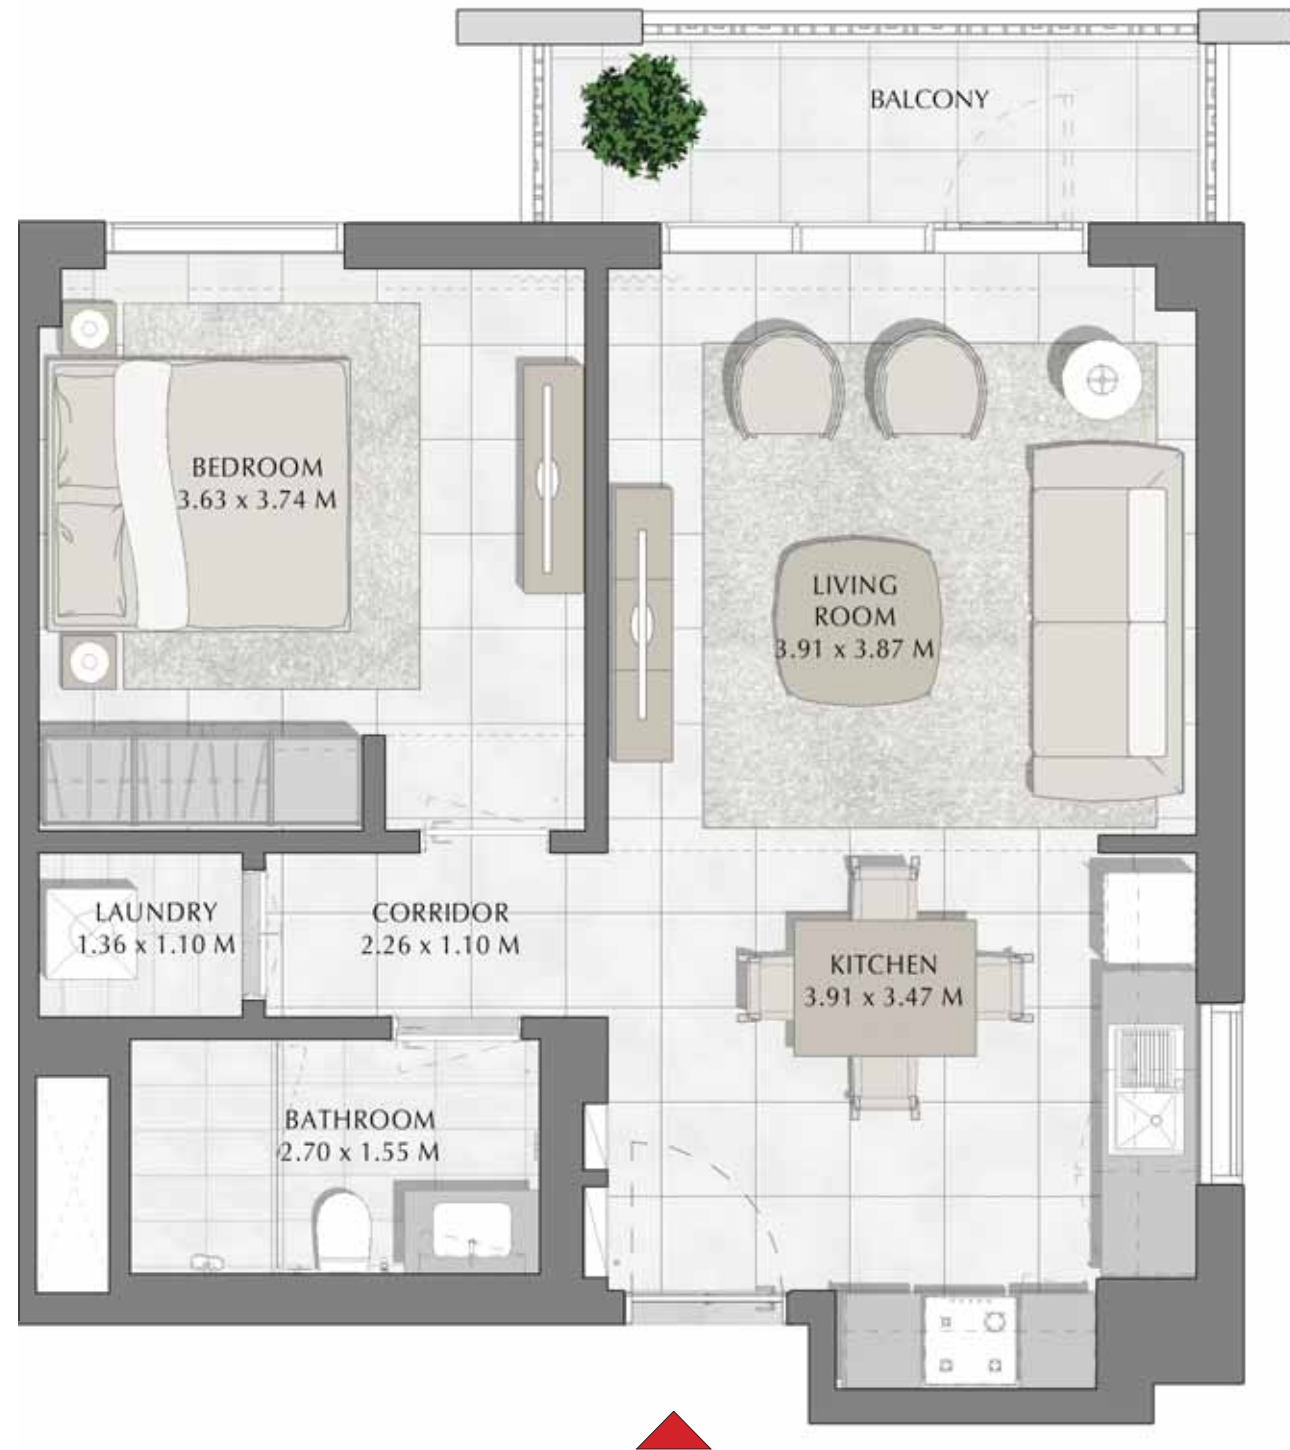 BALCONY
BEDROOM
3.63 x 3.74 M
LIVING
ROOM
3.91 x 3.87 M
LAUNDRY
1.36 x 1.10 M
CORRIDOR
2.26 x 1.10 M
KITCHEN
3.91 x 3.47 M
BATHROOM
2.70 x 1.55 M